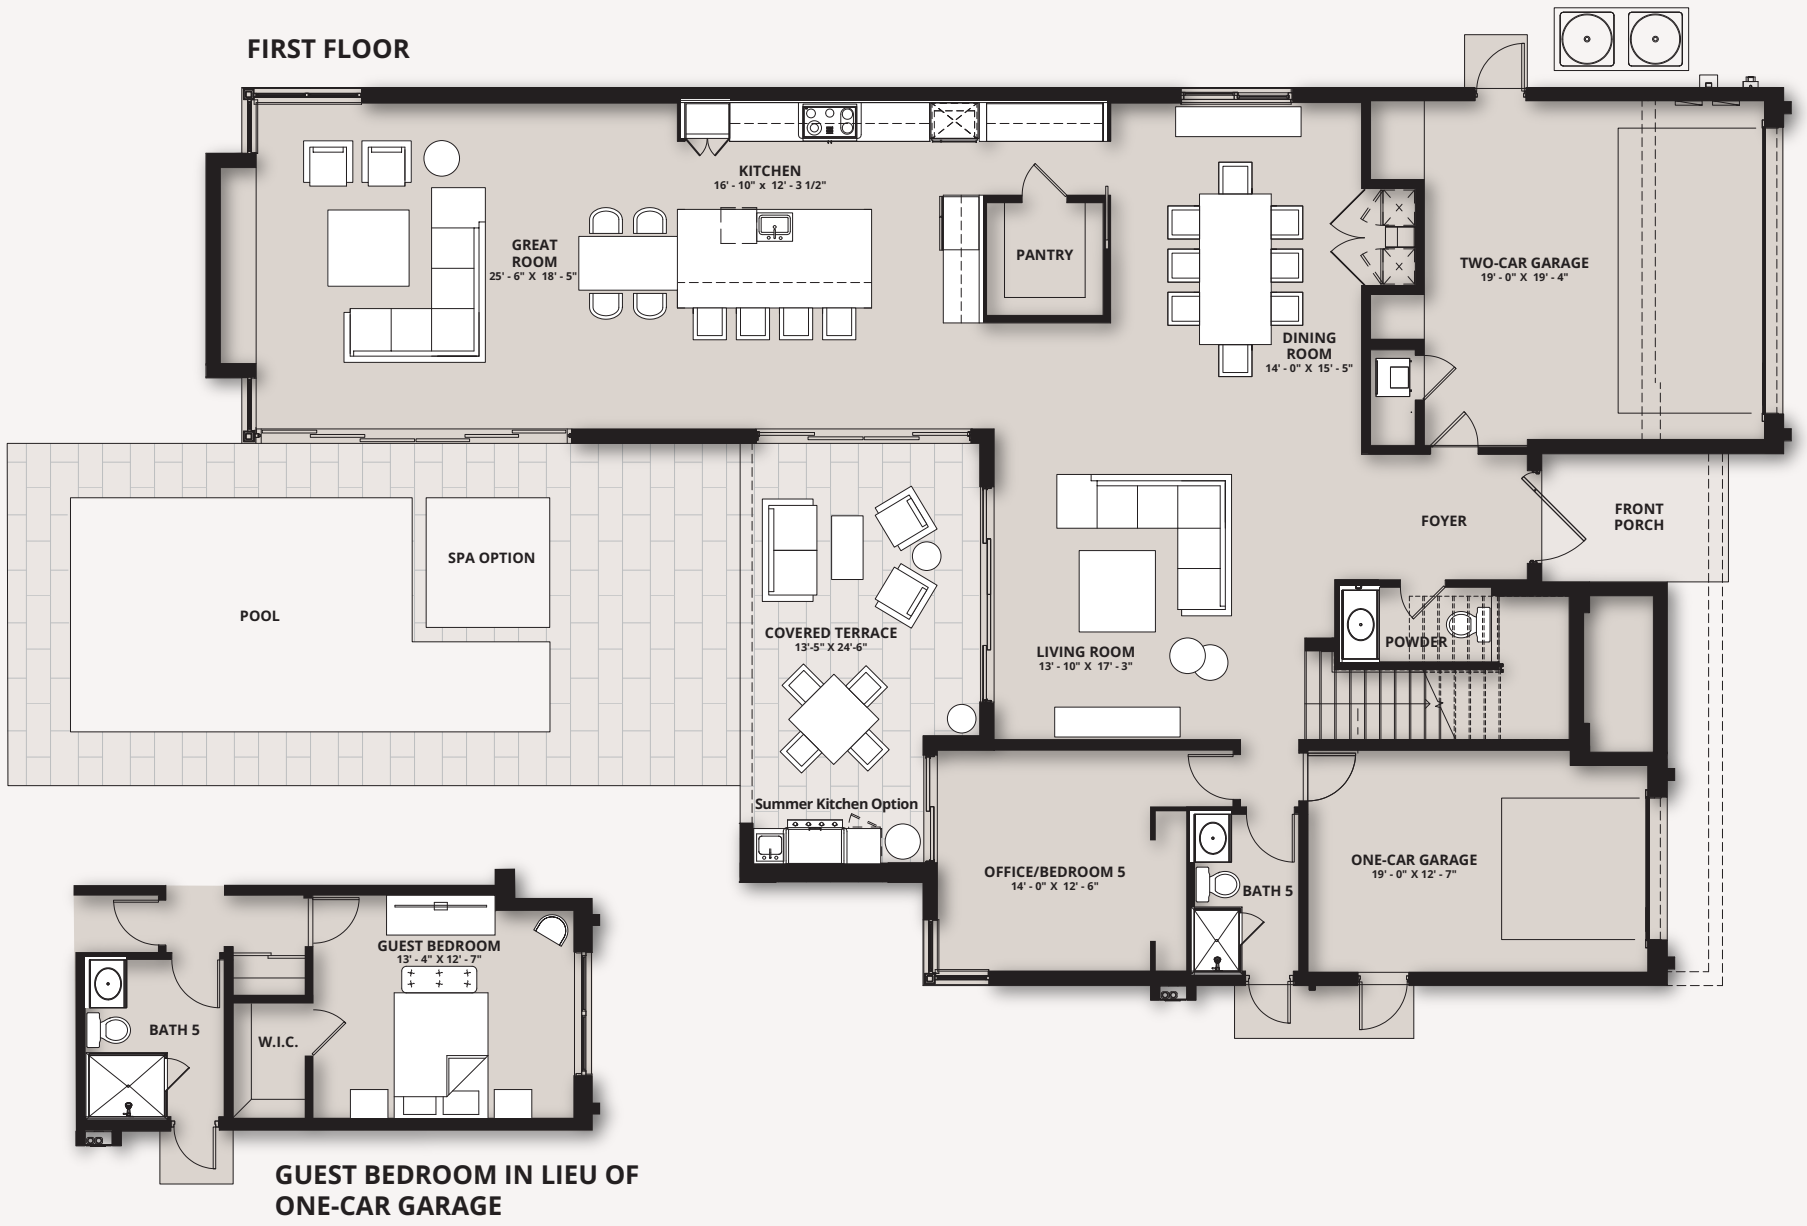 FIRST FLOOR
KITCHEN
16' - 10" x 12' - 3 1/2"
GREAT
ROOM
25' - 6" X 18' - 5"
PANTRY
TWO-CAR GARAGE
19' - 0" X 19' - 4"
DINING
ROOM
14' - 0" X 15' - 5"
FOYER
FRONT
PORCH
SPA OPTION
POOL
COVERED TERRACE
13'-5" X 24'-6"
LIVING ROOM
13' - 10" X 17' - 3"
POWDER
Summer Kitchen Option
OFFICE/BEDROOM 5
14' - 0" X 12' - 6"
BATH 5
ONE-CAR GARAGE
19' - 0" X 12' - 7"
GUEST BEDROOM
13' - 4" X 12' - 7"
BATH 5
W.I.C.
GUEST BEDROOM IN LIEU OF
ONE-CAR GARAGE